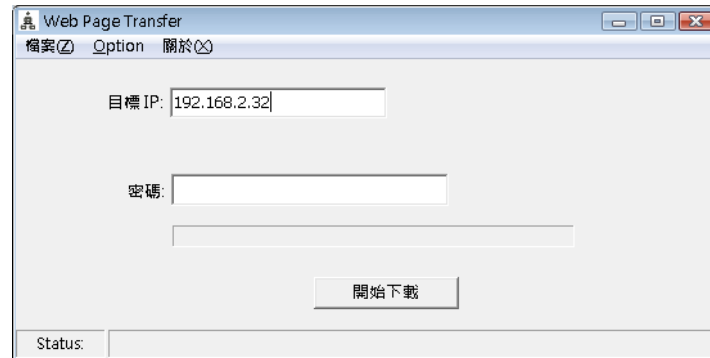 Web Page Transfer
檔案(Z) Option 關於(X)
目標 IP: 192.168.2.32
密碼:
開始下載
Status: